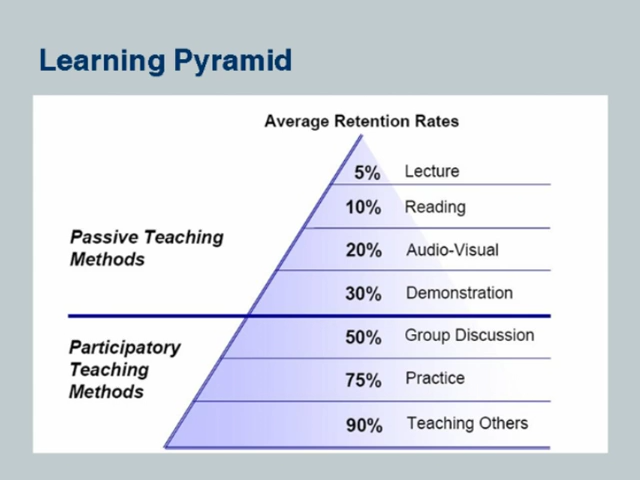 Learning Pyramid
Average Retention Rates
5% Lecture
10% Reading
20% Audio-Visual
30% Demonstration
Passive Teaching
Methods
50% Group Discussion
75% Practice
90% Teaching Others
Participatory
Teaching
Methods